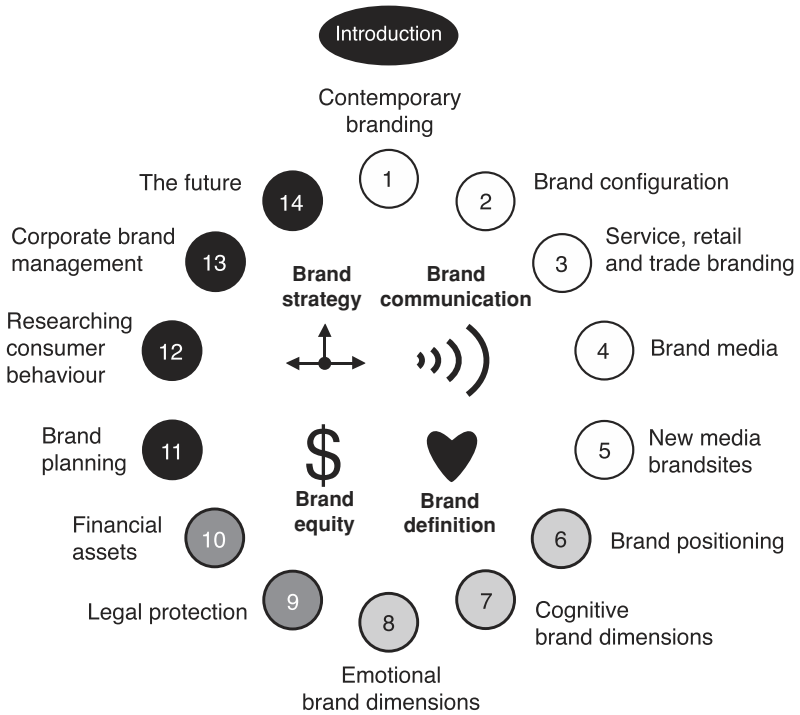 Introduction
Contemporary
branding
1
2
Brand configuration
3
Service, retail
and trade branding
4
Brand media
5
New media
brandsites
6
Brand positioning
7
Cognitive
brand dimensions
8
Emotional
brand dimensions
9
Legal protection
10
Financial
assets
11
Brand
planning
12
Researching
consumer
behaviour
13
Corporate brand
management
14
The future
Brand
strategy
Brand
communication
$
Brand
equity
Brand
definition